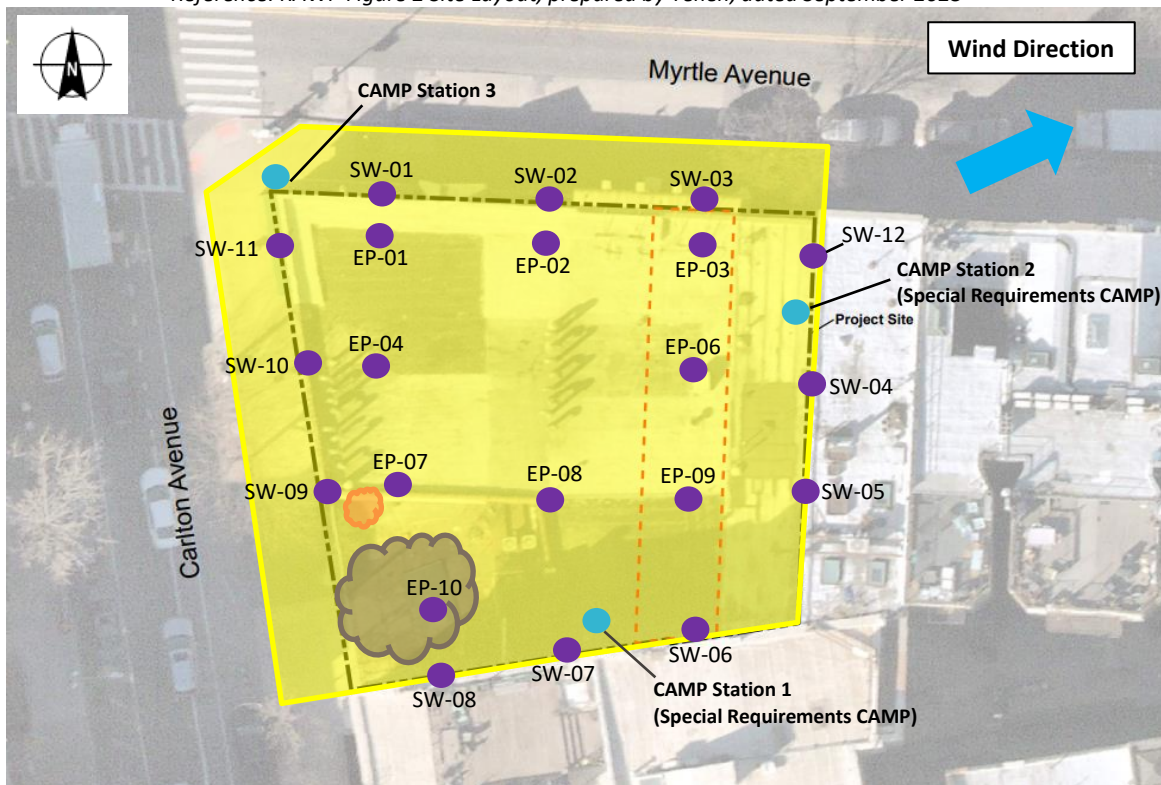 Wind Direction
Myrtle Avenue
N
CAMP Station 3
SW-01
SW-02
SW-03
SW-11
EP-01
EP-02
EP-03
SW-12
CAMP Station 2
(Special Requirements CAMP)
Project Site
SW-10
EP-04
EP-06
SW-04
Carlton Avenue
SW-09
EP-07
EP-08
EP-09
SW-05
EP-10
SW-06
SW-07
SW-08
CAMP Station 1
(Special Requirements CAMP)